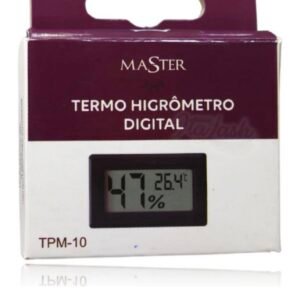 MASTER
TERMO HIGRÔMETRO
DIGITAL
47% 26.4°C
TPM-10